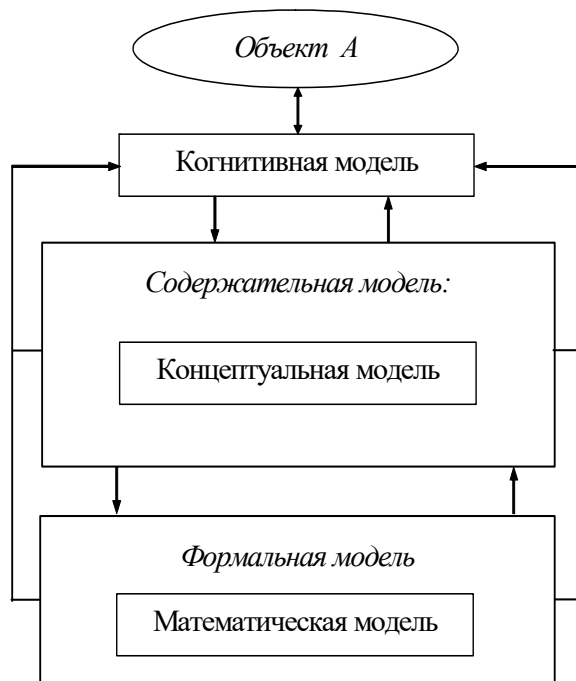 Объект А
Когнитивная модель
Содержательная модель:
Концептуальная модель
Формальная модель
Математическая модель